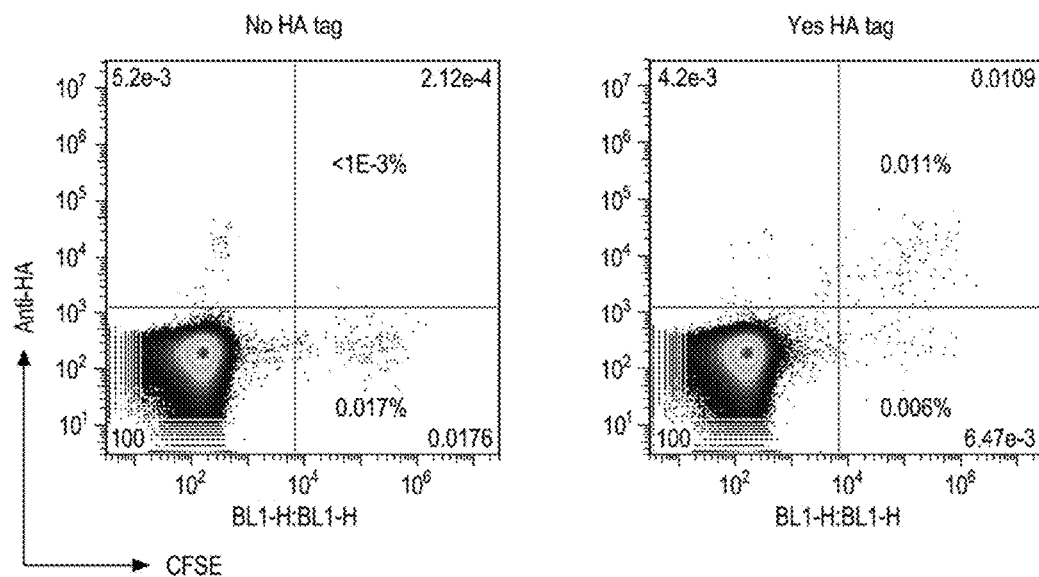 No HA tag
Yes HA tag
5.2e-3
2.12e-4
10⁷
10⁶
10⁵
10⁴
10³
10²
10¹
<1E-3%
0.017%
100
0.0176
10² 10⁴ 10⁶
BL1-H:BL1-H
4.2e-3
0.0109
10⁷
10⁶
10⁵
10⁴
10³
10²
10¹
0.011%
0.006%
100
6.47e-3
10² 10⁴ 10⁶
BL1-H:BL1-H
Anti-HA
CFSE